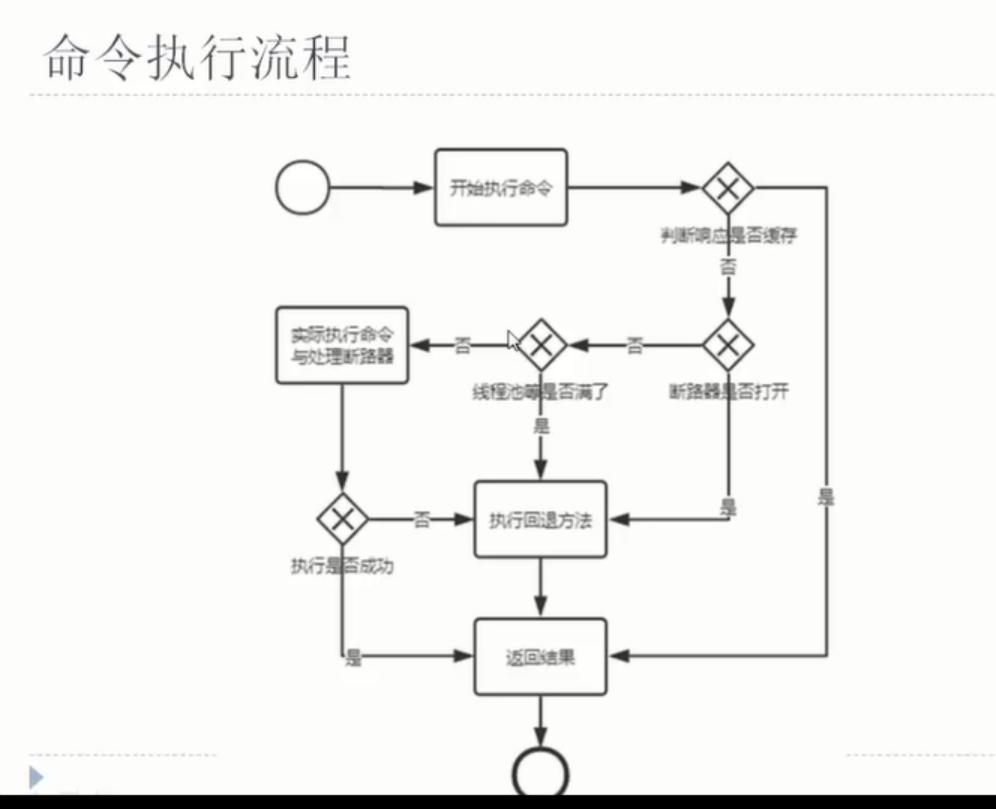 命令执行流程
开始执行命令
判断响应是否缓存
否
实际执行命令
与处理断路器
否
否
线程池等是否满了
断路器是否打开
是
是
是
否
执行回退方法
执行是否成功
是
返回结果